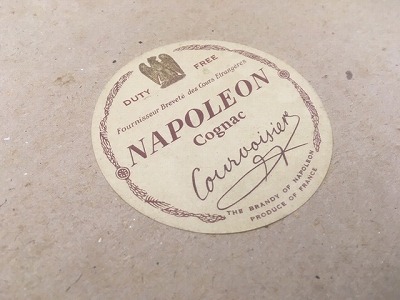 DUTY FREE
Fournisseur Breveté des Cours Etrangères
NAPOLEON
Cognac
Courvoisier
THE BRANDY OF NAPOLEON
PRODUCE OF FRANCE